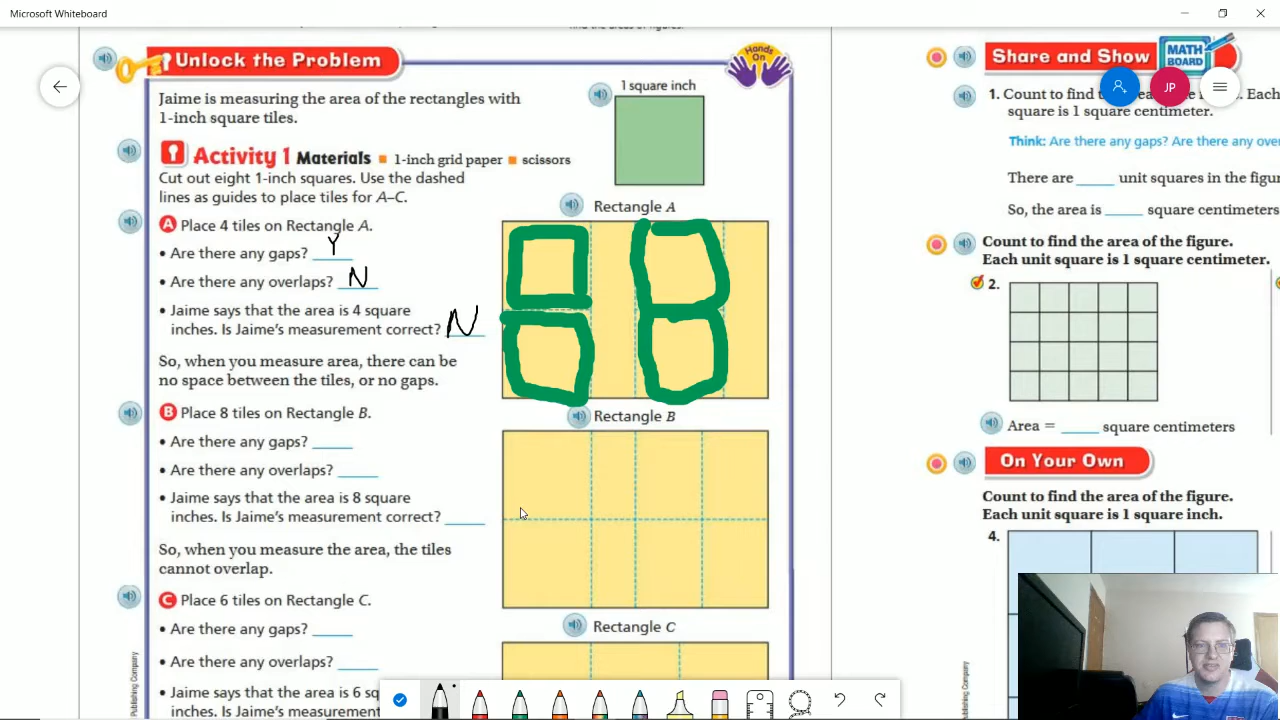 Microsoft Whiteboard
Unlock the Problem
Hands On
Jaime is measuring the area of the rectangles with
1-inch square tiles.
1 square inch
Activity 1 Materials ■ 1-inch grid paper ■ scissors
Cut out eight 1-inch squares. Use the dashed
lines as guides to place tiles for A–C.
Rectangle A
A Place 4 tiles on Rectangle A.
• Are there any gaps? Y
• Are there any overlaps? N
• Jaime says that the area is 4 square
inches. Is Jaime's measurement correct? N
So, when you measure area, there can be
no space between the tiles, or no gaps.
Rectangle B
B Place 8 tiles on Rectangle B.
• Are there any gaps?
• Are there any overlaps?
• Jaime says that the area is 8 square
inches. Is Jaime's measurement correct?
So, when you measure the area, the tiles
cannot overlap.
C Place 6 tiles on Rectangle C.
Rectangle C
• Are there any gaps?
• Are there any overlaps?
• Jaime says that the area is 6 sq
inches. Is Jaime's measurem
Publishing Company
Share and Show MATH BOARD
JP
1. Count to find Each
square is 1 square centimeter.
Think: Are there any gaps? Are there any over
There are ____ unit squares in the figu
So, the area is ____ square centimeters
Count to find the area of the figure.
Each unit square is 1 square centimeter.
2.
Area = ____ square centimeters
On Your Own
Count to find the area of the figure.
Each unit square is 1 square inch.
4.
Publishing Company